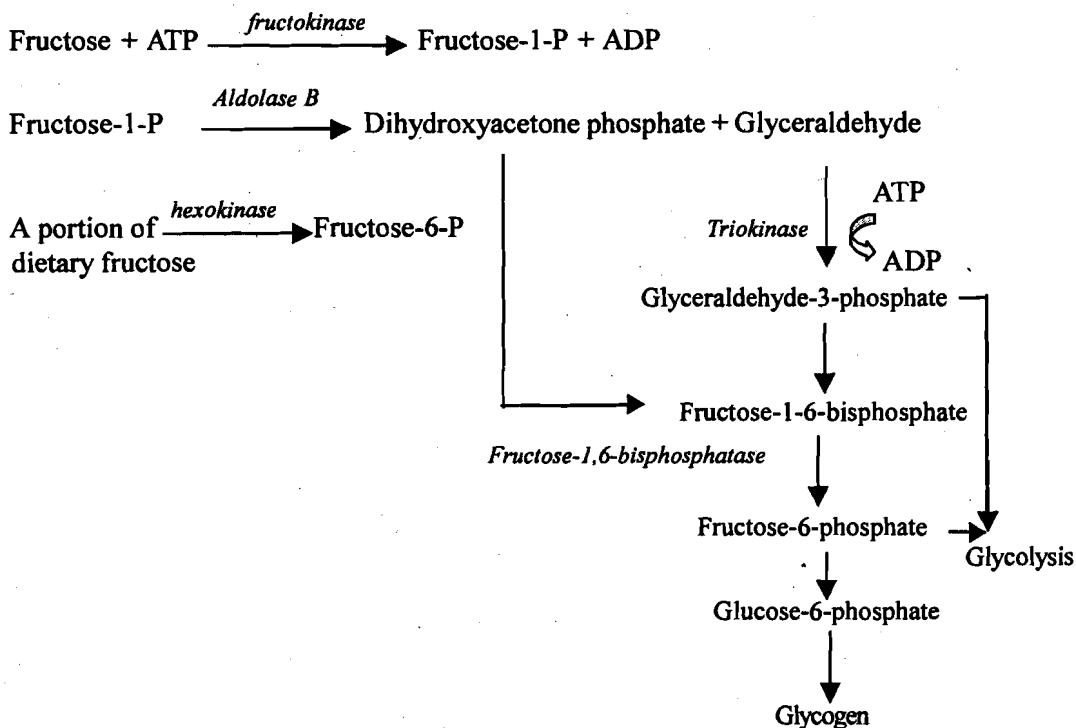 fructokinase
Fructose + ATP Fructose-1-P + ADP
Aldolase B
Fructose-1-P Dihydroxyacetone phosphate + Glyceraldehyde
hexokinase
A portion of Fructose-6-P
dietary fructose
ATP
Triokinase
ADP
Glyceraldehyde-3-phosphate
Fructose-1-6-bisphosphate
Fructose-1,6-bisphosphatase
Fructose-6-phosphate
Glycolysis
Glucose-6-phosphate
Glycogen